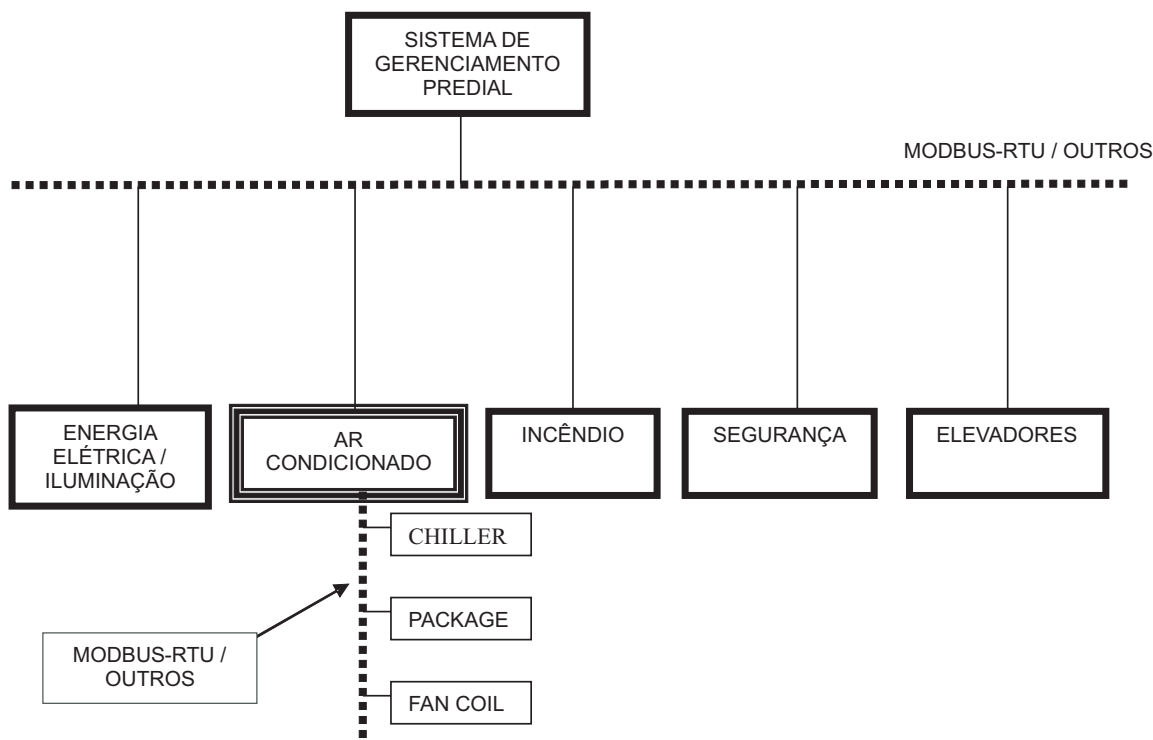 SISTEMA DE
GERENCIAMENTO
PREDIAL
MODBUS-RTU / OUTROS
ENERGIA
ELÉTRICA /
ILUMINAÇÃO
AR
CONDICIONADO
INCÊNDIO
SEGURANÇA
ELEVADORES
CHILLER
PACKAGE
FAN COIL
MODBUS-RTU /
OUTROS